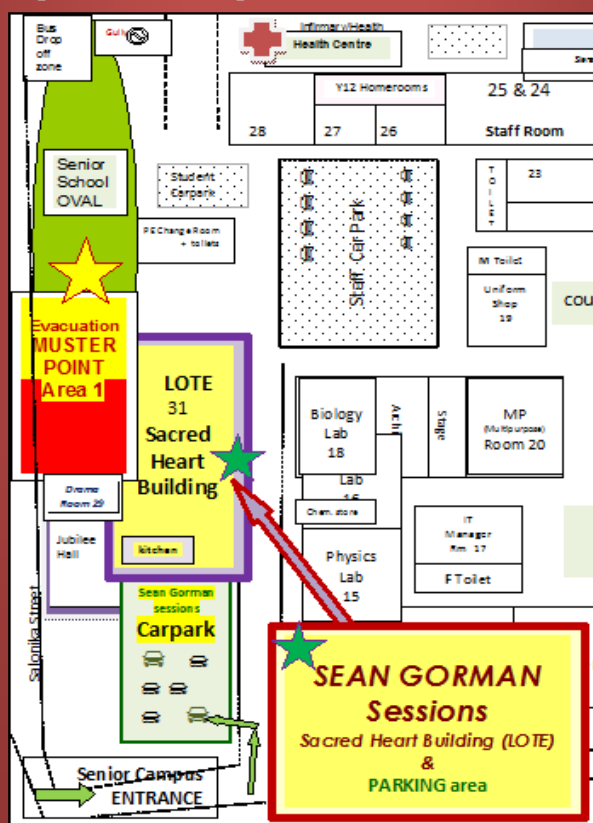 Bus
Drop
off
zone
Gully
Infirmary/Health
Health Centre
Y12 Homerooms
25 & 24
28
27
26
Staff Room
Senior
School
OVAL
Student
Carpark
PE Change Room
+ toilets
Staff Car Park
TOILET
23
M Toilet
Uniform
Shop
19
COU
Evacuation
MUSTER
POINT
Area 1
LOTE
31
Sacred
Heart
Building
Biology
Lab
18
Stage
MP
(Multipurpose)
Room 20
Lab
16
Drama
Room 29
Chem. store
Jubilee
Hall
kitchen
IT
Manager
Rm 17
Physics
Lab
15
F Toilet
Sean Gorman
sessions
Carpark
Salonika Street
SEAN GORMAN
Sessions
Sacred Heart Building (LOTE)
&
PARKING area
Senior Campus
ENTRANCE